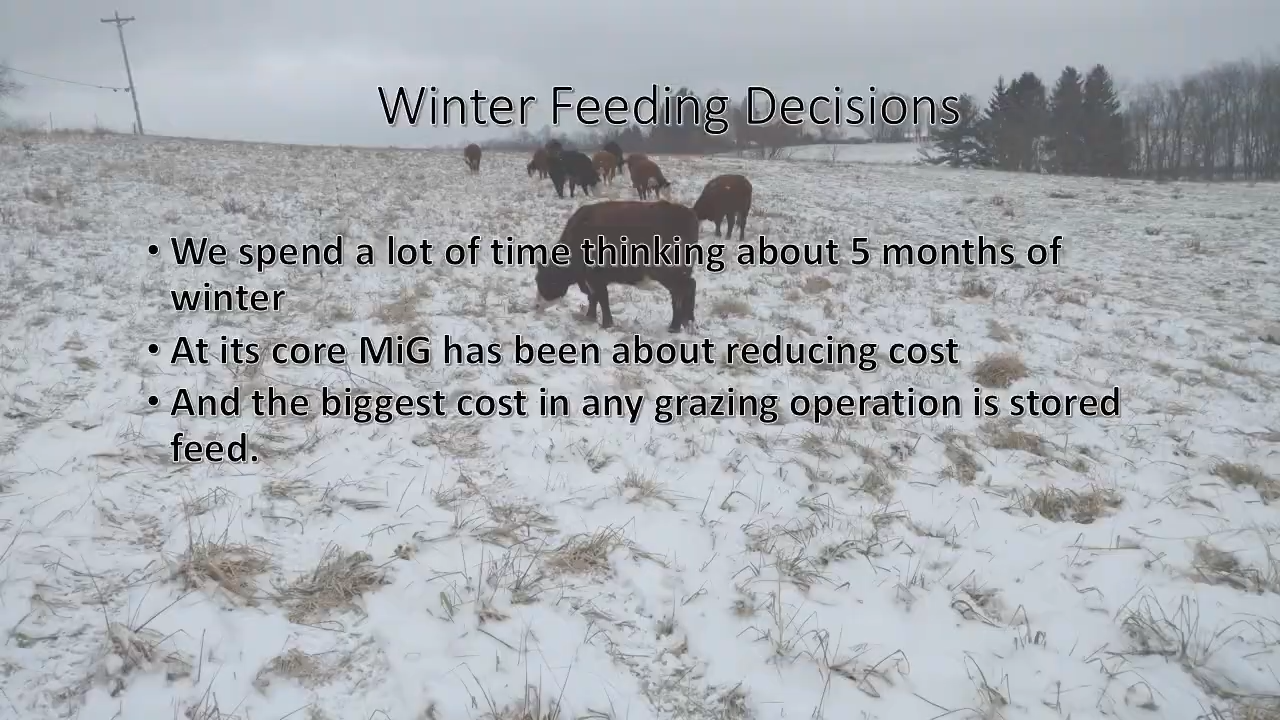 Winter Feeding Decisions
• We spend a lot of time thinking about 5 months of
winter
• At its core MiG has been about reducing cost
• And the biggest cost in any grazing operation is stored
feed.